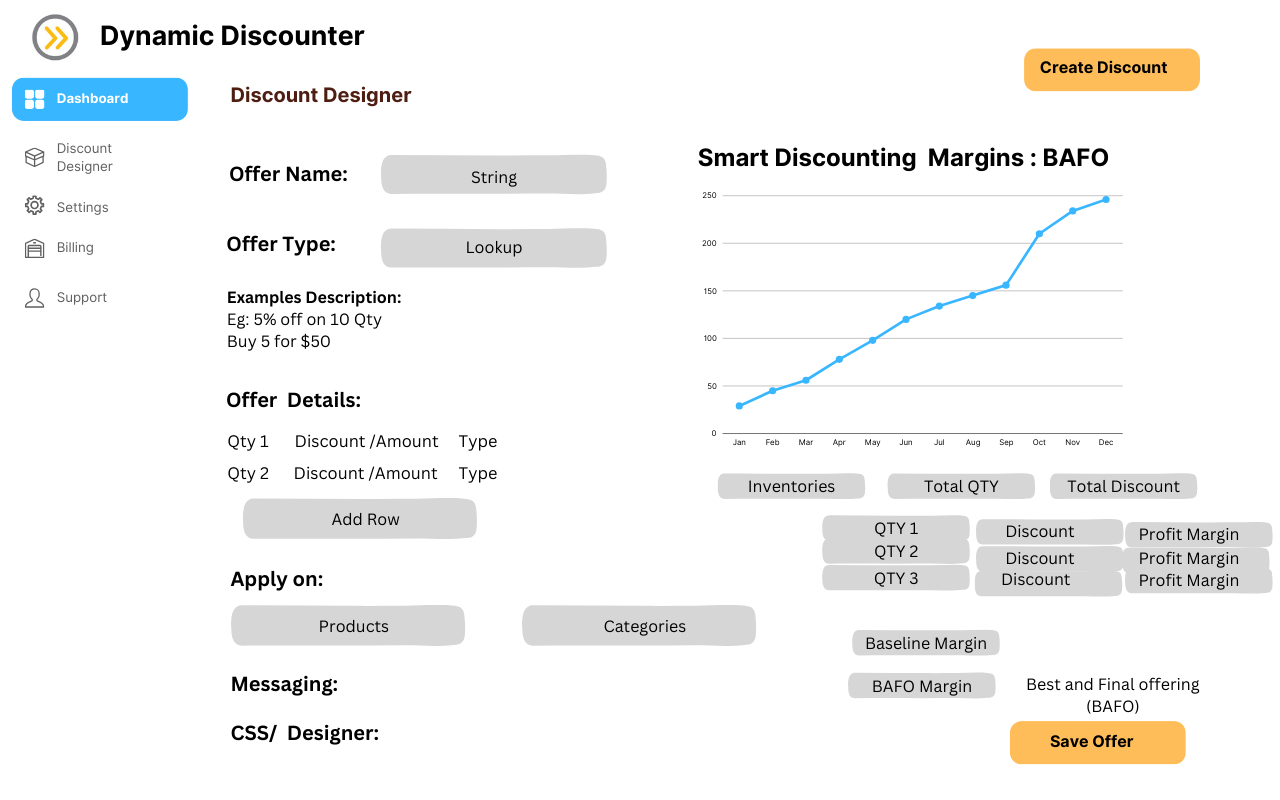 Dynamic Discounter
Create Discount
Dashboard
Discount
Designer
Settings
Billing
Support
Discount Designer
Offer Name:
String
Offer Type:
Lookup
Examples Description:
Eg: 5% off on 10 Qty
Buy 5 for $50
Offer Details:
Qty 1 Discount /Amount Type
Qty 2 Discount /Amount Type
Add Row
Apply on:
Products Categories
Messaging:
CSS/ Designer:
Smart Discounting Margins : BAFO
250
200
150
100
50
0
Jan Feb Mar Apr May Jun Jul Aug Sep Oct Nov Dec
Inventories Total QTY Total Discount
QTY 1 Discount Profit Margin
QTY 2 Discount Profit Margin
QTY 3 Discount Profit Margin
Baseline Margin
BAFO Margin
Best and Final offering
(BAFO)
Save Offer